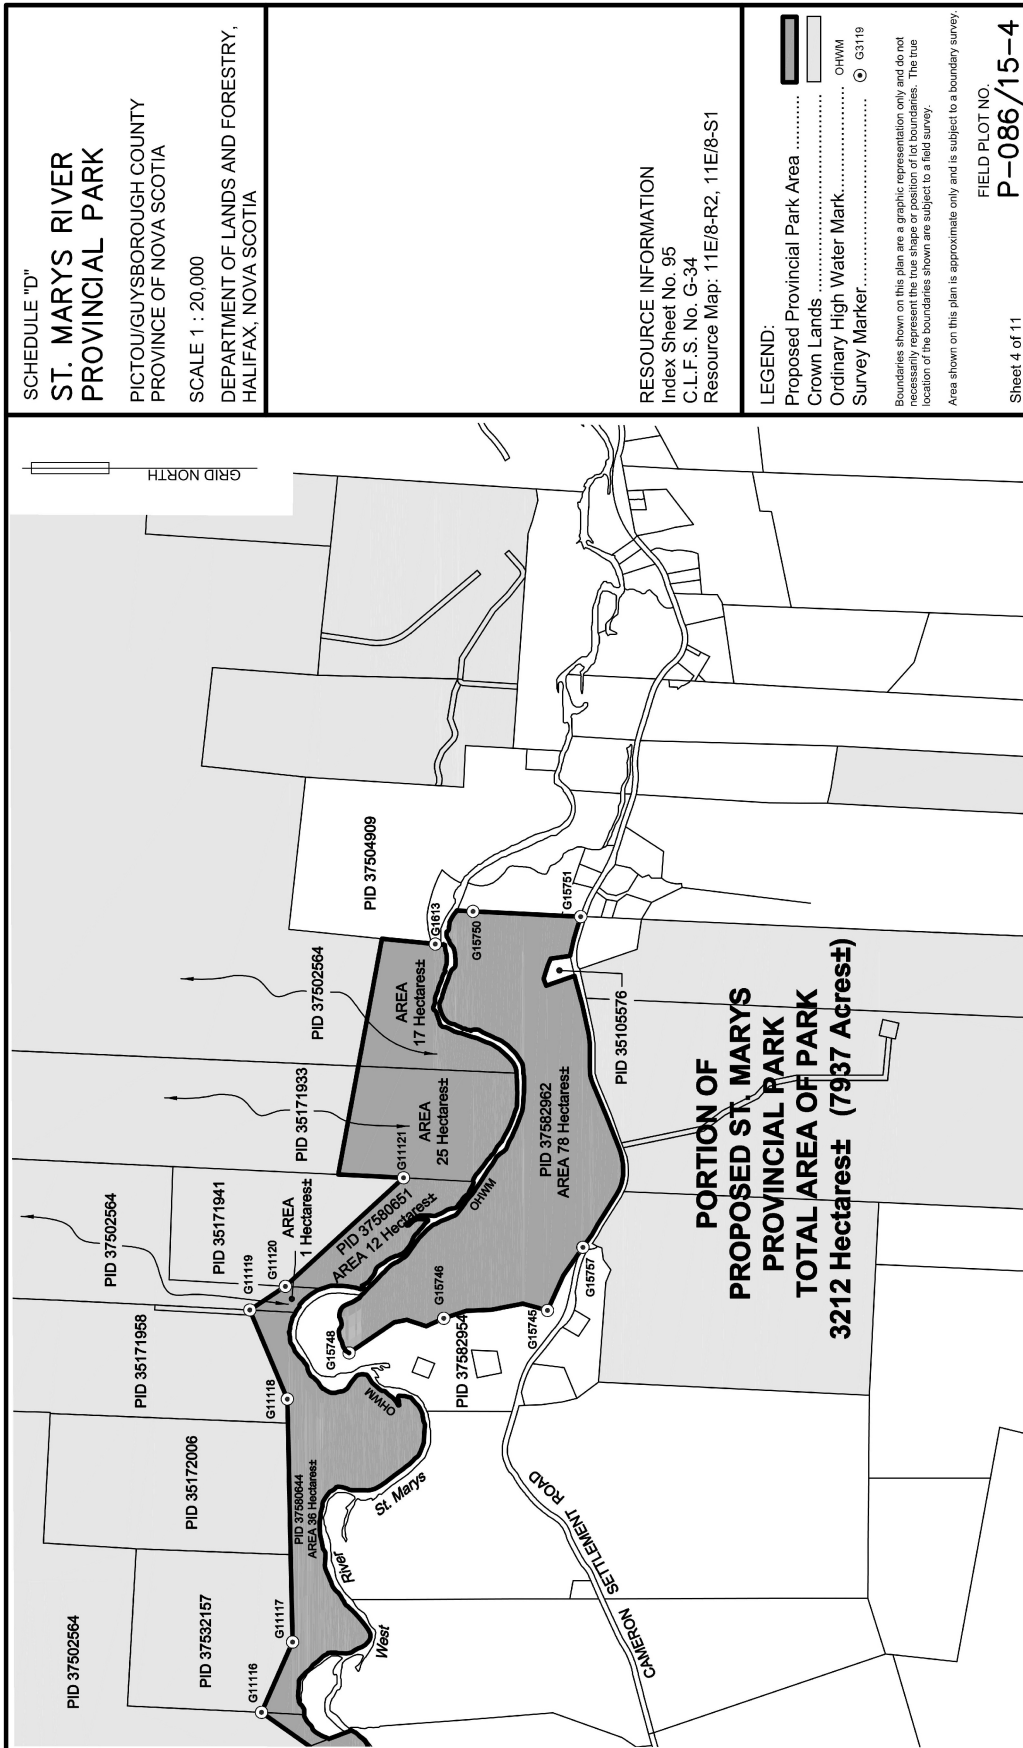 SCHEDULE "D"
ST. MARYS RIVER
PROVINCIAL PARK
PICTOU/GUYSBOROUGH COUNTY
PROVINCE OF NOVA SCOTIA
SCALE 1 : 20,000
DEPARTMENT OF LANDS AND FORESTRY,
HALIFAX, NOVA SCOTIA
RESOURCE INFORMATION
Index Sheet No. 95
C.L.F.S. No. G-34
Resource Map: 11E/8-R2, 11E/8-S1
LEGEND:
Proposed Provincial Park Area ..........
Crown Lands ..............................
Ordinary High Water Mark............... OHWM
Survey Marker........................... G3119
Boundaries shown on this plan are a graphic representation only and do not
necessarily represent the true shape or position of lot boundaries. The true
location of the boundaries shown are subject to a field survey.
Area shown on this plan is approximate only and is subject to a boundary survey.
FIELD PLOT NO.
P-086/15-4
Sheet 4 of 11
GRID NORTH
PID 37502564
PID 37532157
PID 35172006
PID 35171958
PID 37502564
PID 35171941
PID 35171933
PID 37502564
PID 37504909
G11116
G11117
G11118
G11119
G11120
G11121
G1613
G15750
G15751
G15748
G15746
G15745
G15757
AREA
1 Hectares±
PID 37580651
AREA 12 Hectares±
AREA
25 Hectares±
AREA
17 Hectares±
PID 37580644
AREA 36 Hectares±
PID 37582962
AREA 78 Hectares±
PID 37582954
PID 35105576
OHWM
OHWM
West
River
St. Marys
CAMERON SETTLEMENT ROAD
PORTION OF
PROPOSED ST. MARYS
PROVINCIAL PARK
TOTAL AREA OF PARK
3212 Hectares± (7937 Acres±)